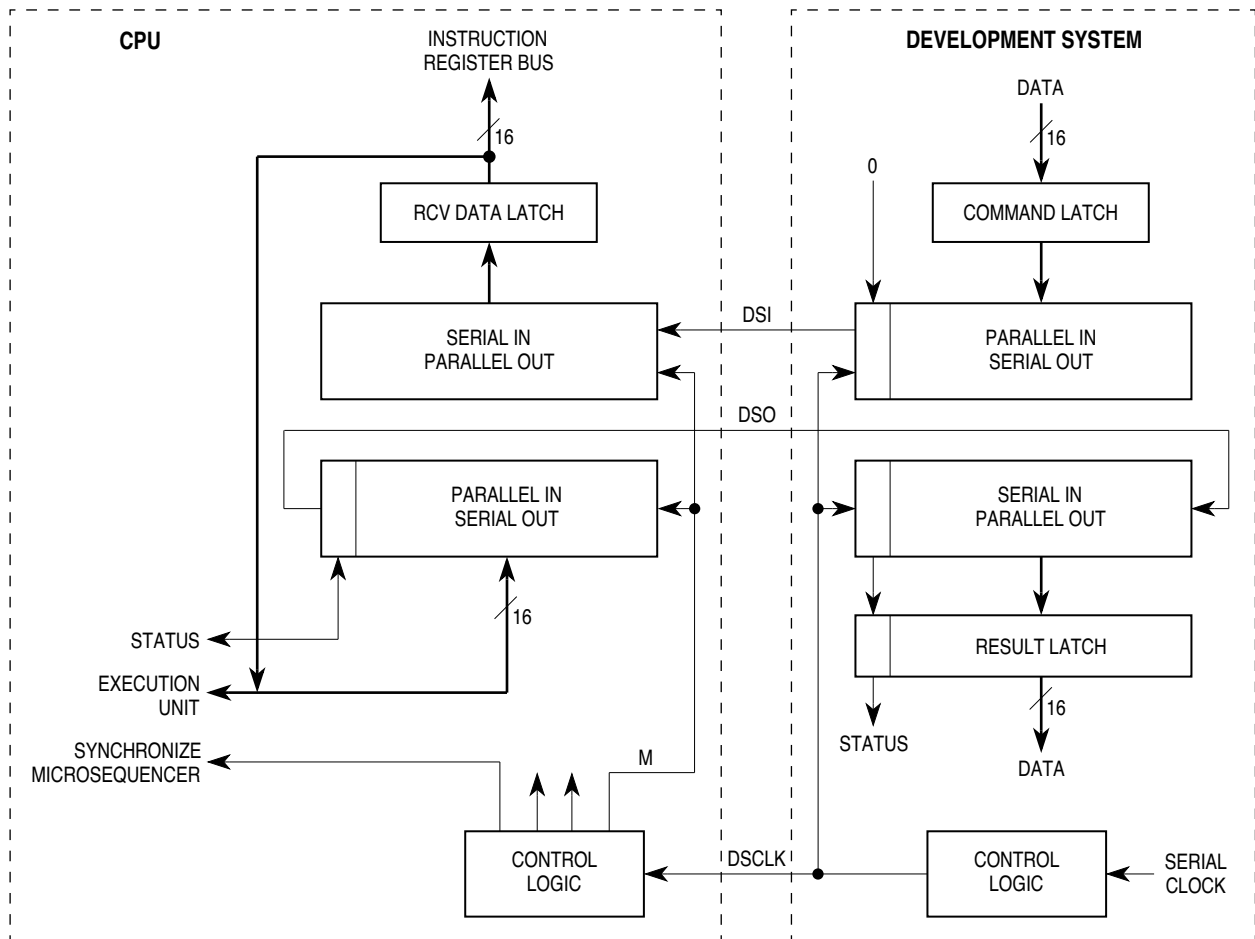 CPU
INSTRUCTION
REGISTER BUS
16
RCV DATA LATCH
SERIAL IN
PARALLEL OUT
PARALLEL IN
SERIAL OUT
16
STATUS
EXECUTION
UNIT
SYNCHRONIZE
MICROSEQUENCER
M
CONTROL
LOGIC
DSI
DSO
DSCLK
DEVELOPMENT SYSTEM
DATA
16
0
COMMAND LATCH
PARALLEL IN
SERIAL OUT
SERIAL IN
PARALLEL OUT
RESULT LATCH
16
STATUS
DATA
CONTROL
LOGIC
SERIAL
CLOCK